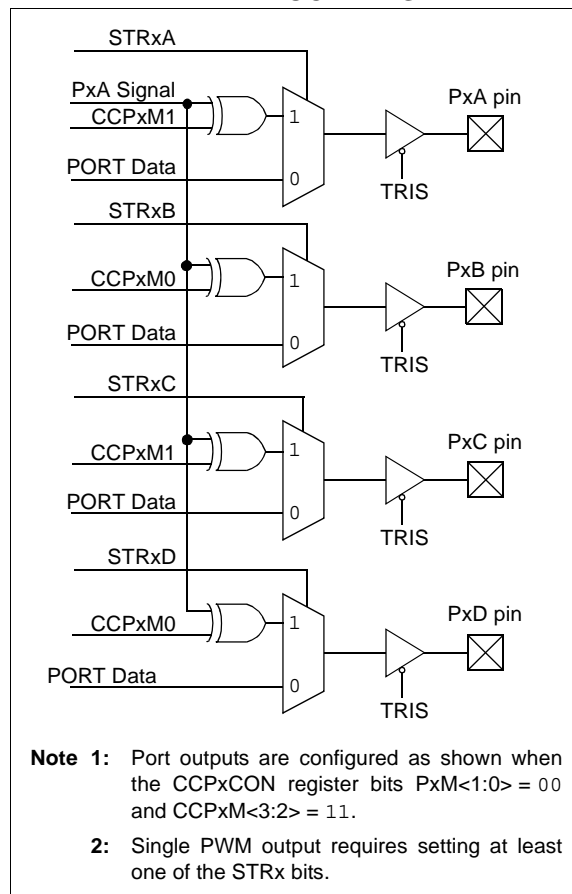 STRxA
PxA Signal
CCPxM1
1
PORT Data
0
PxA pin
TRIS
STRxB
CCPxM0
1
PORT Data
0
PxB pin
TRIS
STRxC
CCPxM1
1
PORT Data
0
PxC pin
TRIS
STRxD
CCPxM0
1
PORT Data
0
PxD pin
TRIS
Note 1: Port outputs are configured as shown when
the CCPxCON register bits PxM<1:0> = 00
and CCPxM<3:2> = 11.
2: Single PWM output requires setting at least
one of the STRx bits.